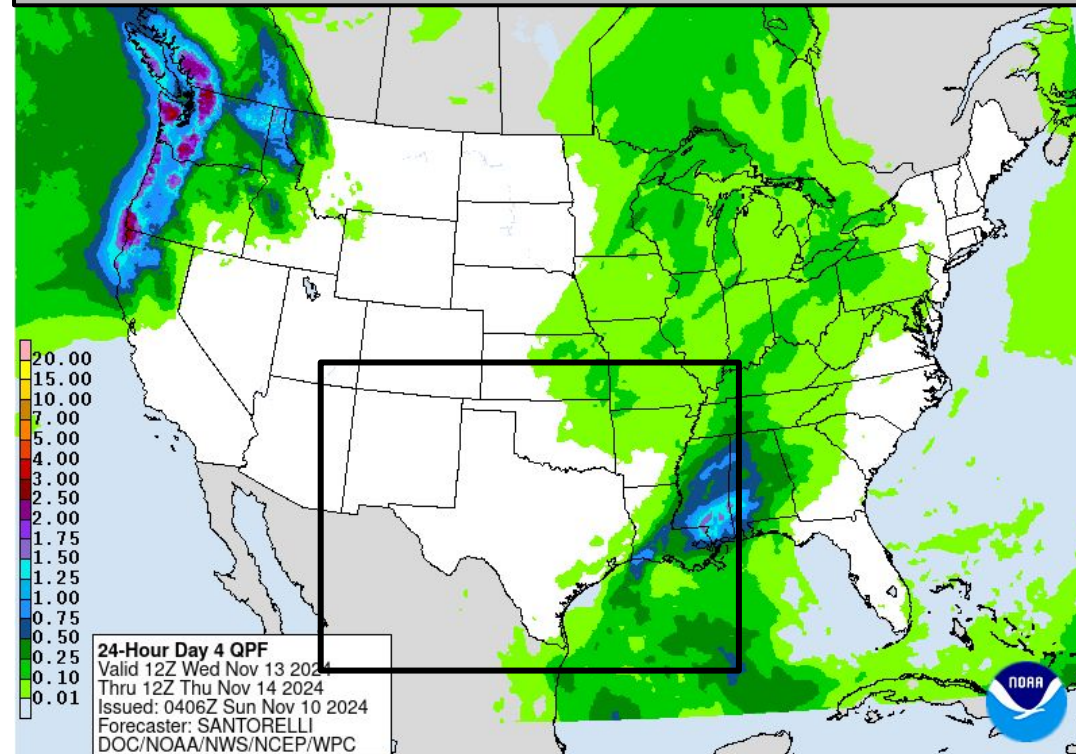 20.00
15.00
10.00
7.00
5.00
4.00
3.00
2.50
2.00
1.75
1.50
1.25
1.00
0.75
0.50
0.25
0.10
0.01
24-Hour Day 4 QPF
Valid 12Z Wed Nov 13 2024
Thru 12Z Thu Nov 14 2024
Issued: 0406Z Sun Nov 10 2024
Forecaster: SANTORELLI
DOC/NOAA/NWS/NCEP/WPC
NOAA